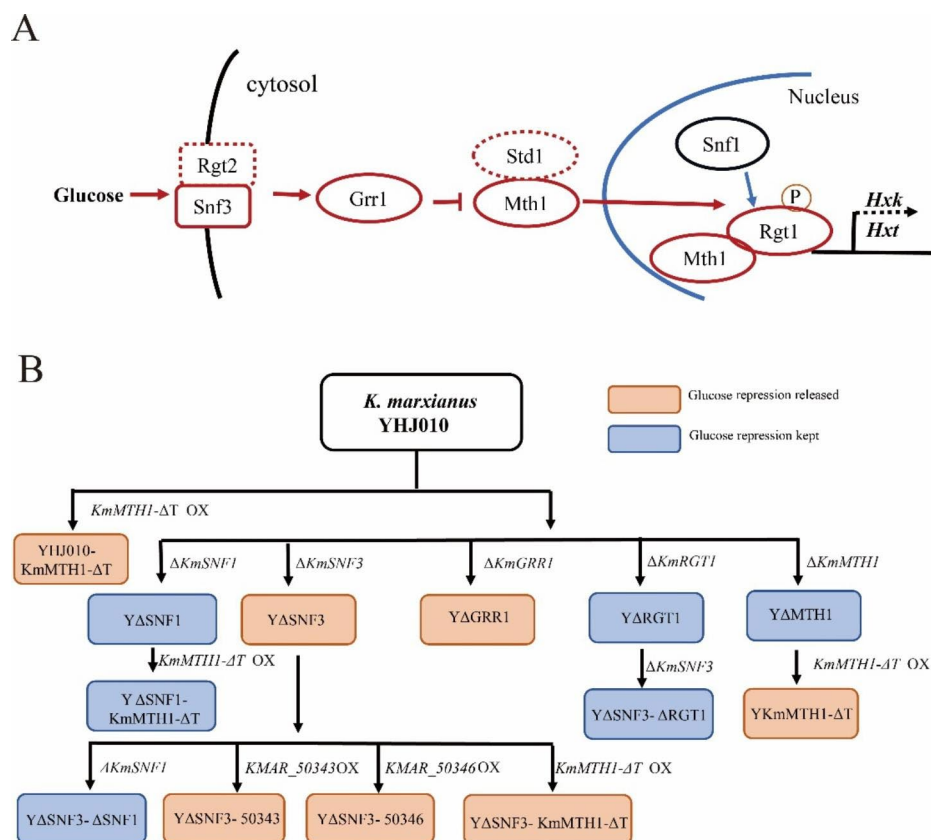 A
cytosol
Nucleus
Rgt2
Glucose
Snf3
Grr1
Std1
Mth1
Snf1
P
Rgt1
Mth1
Hxk
Hxt
B
K. marxianus
YHJ010
Glucose repression released
Glucose repression kept
KmMTH1-ΔT OX
YHJ010-
KmMTH1-ΔT
ΔKmSNF1
ΔKmSNF3
ΔKmGRR1
ΔKmRGT1
ΔKmMTH1
YΔSNF1
YΔSNF3
YΔGRR1
YΔRGT1
YΔMTH1
KmMTH1-ΔT OX
ΔKmSNF3
KmMTH1-ΔT OX
YΔSNF1-
KmMTH1-ΔT
YΔSNF3- ΔRGT1
YKmMTH1-ΔT
ΔKmSNF1
KMAR_50343OX
KMAR_50346OX
KmMTH1-ΔT OX
YΔSNF3- ΔSNF1
YΔSNF3- 50343
YΔSNF3- 50346
YΔSNF3- KmMTH1-ΔT